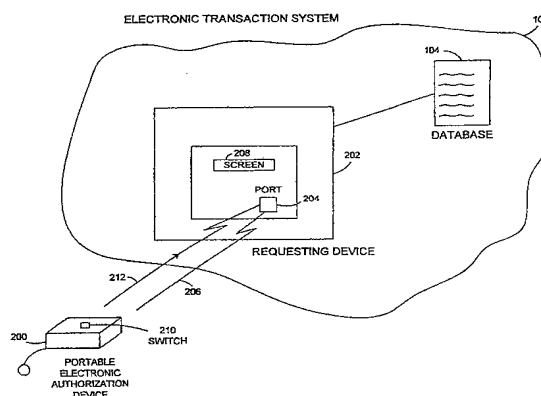 ELECTRONIC TRANSACTION SYSTEM
104
DATABASE
208
SCREEN
202
PORT
204
REQUESTING DEVICE
212
206
200
210
SWITCH
PORTABLE
ELECTRONIC
AUTHORIZATION
DEVICE